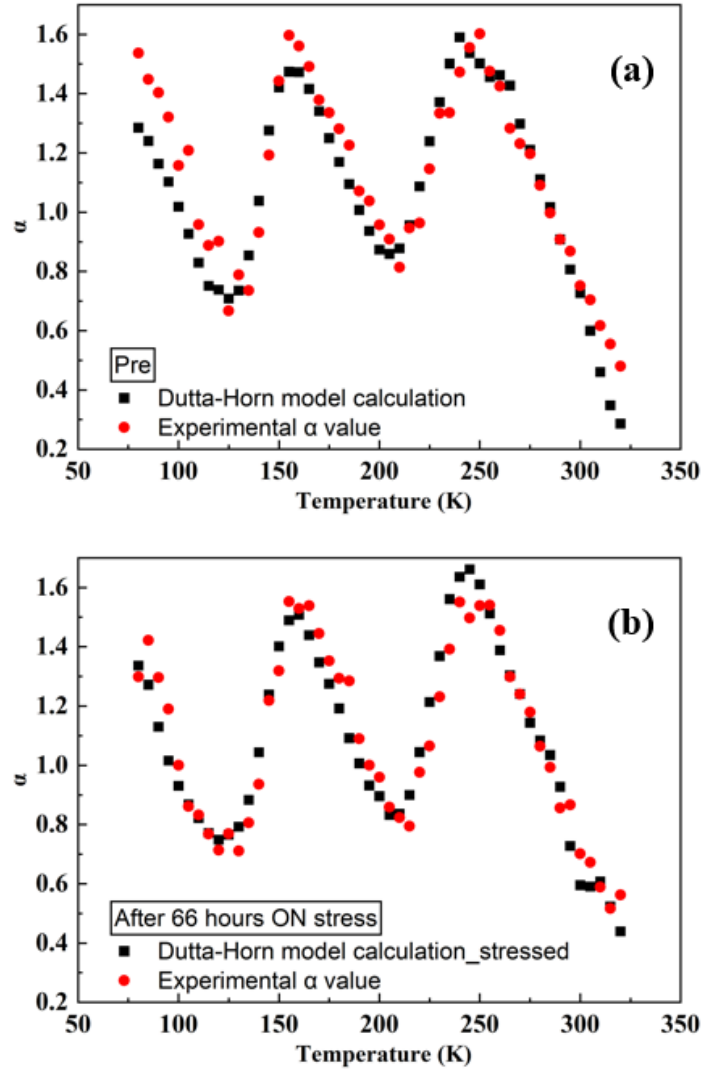 1.6
1.4
1.2
1.0
0.8
0.6
0.4
0.2
α
(a)
Pre
Dutta-Horn model calculation
Experimental α value
50 100 150 200 250 300 350
Temperature (K)
1.6
1.4
1.2
1.0
0.8
0.6
0.4
0.2
α
(b)
After 66 hours ON stress
Dutta-Horn model calculation_stressed
Experimental α value
50 100 150 200 250 300 350
Temperature (K)